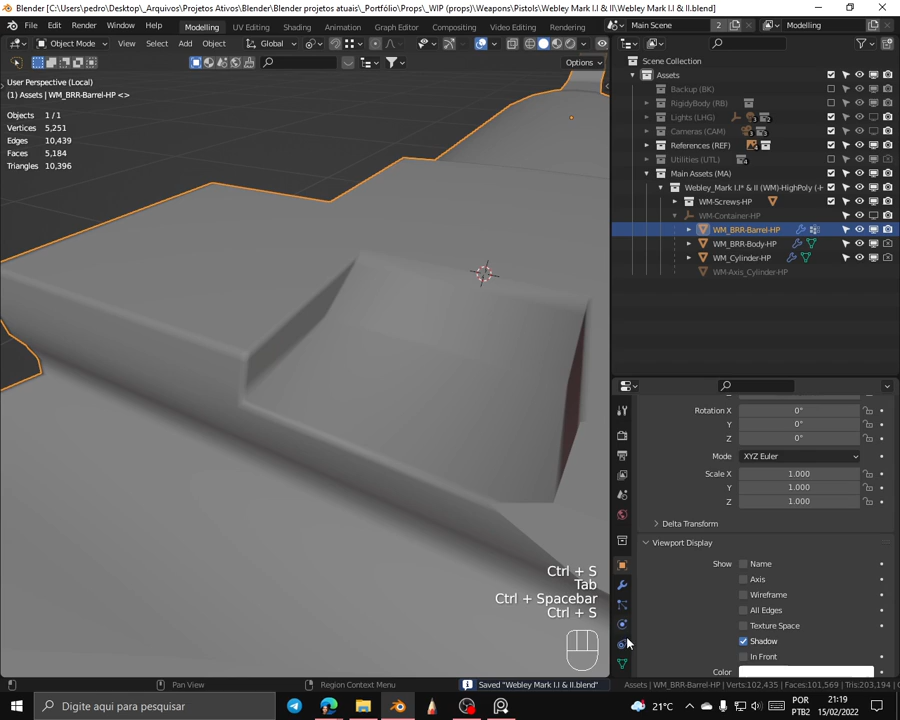 Blender [C:\Users\pedro\Desktop\_Arquivos\Projetos Ativos\Blender\Blender projetos atuais\_Portfólio\Props\_WIP (props)\Weapons\Pistols\Webley Mark I.I & II\Webley Mark I.I & II.blend]
File Edit Render Window Help Modelling UV Editing Shading Animation Graph Editor Compositing Video Editing Rendering Main Scene 2 Modelling
Object Mode View Select Add Object Global
Options
User Perspective (Local)
(1) Assets | WM_BRR-Barrel-HP <>
Objects 1/1
Vertices 5,251
Edges 10,439
Faces 5,184
Triangles 10,396
Scene Collection
Assets
Backup (BK)
RigidyBody (RB)
Lights (LHG)
Cameras (CAM)
References (REF)
Utilities (UTL)
Main Assets (MA)
Webley_Mark I.I* & II (WM)-HighPoly (-H
WM-Screws-HP
WM-Container-HP
WM_BRR-Barrel-HP
WM_BRR-Body-HP
WM_Cylinder-HP
WM-Axis_Cylinder-HP
Rotation X 0°
Y 0°
Z 0°
Mode XYZ Euler
Scale X 1.000
Y 1.000
Z 1.000
Delta Transform
Viewport Display
Show Name
Axis
Wireframe
All Edges
Texture Space
Shadow
In Front
Color
Ctrl + S
Tab
Ctrl + Spacebar
Ctrl + S
Pan View Region Context Menu Saved "Webley Mark I.I & II.blend" Assets | WM_BRR-Barrel-HP | Verts:102,435 | Faces:101,569 | Tris:203,194 |
Digite aqui para pesquisar
21°C
POR
PTB2
21:19
15/02/2022